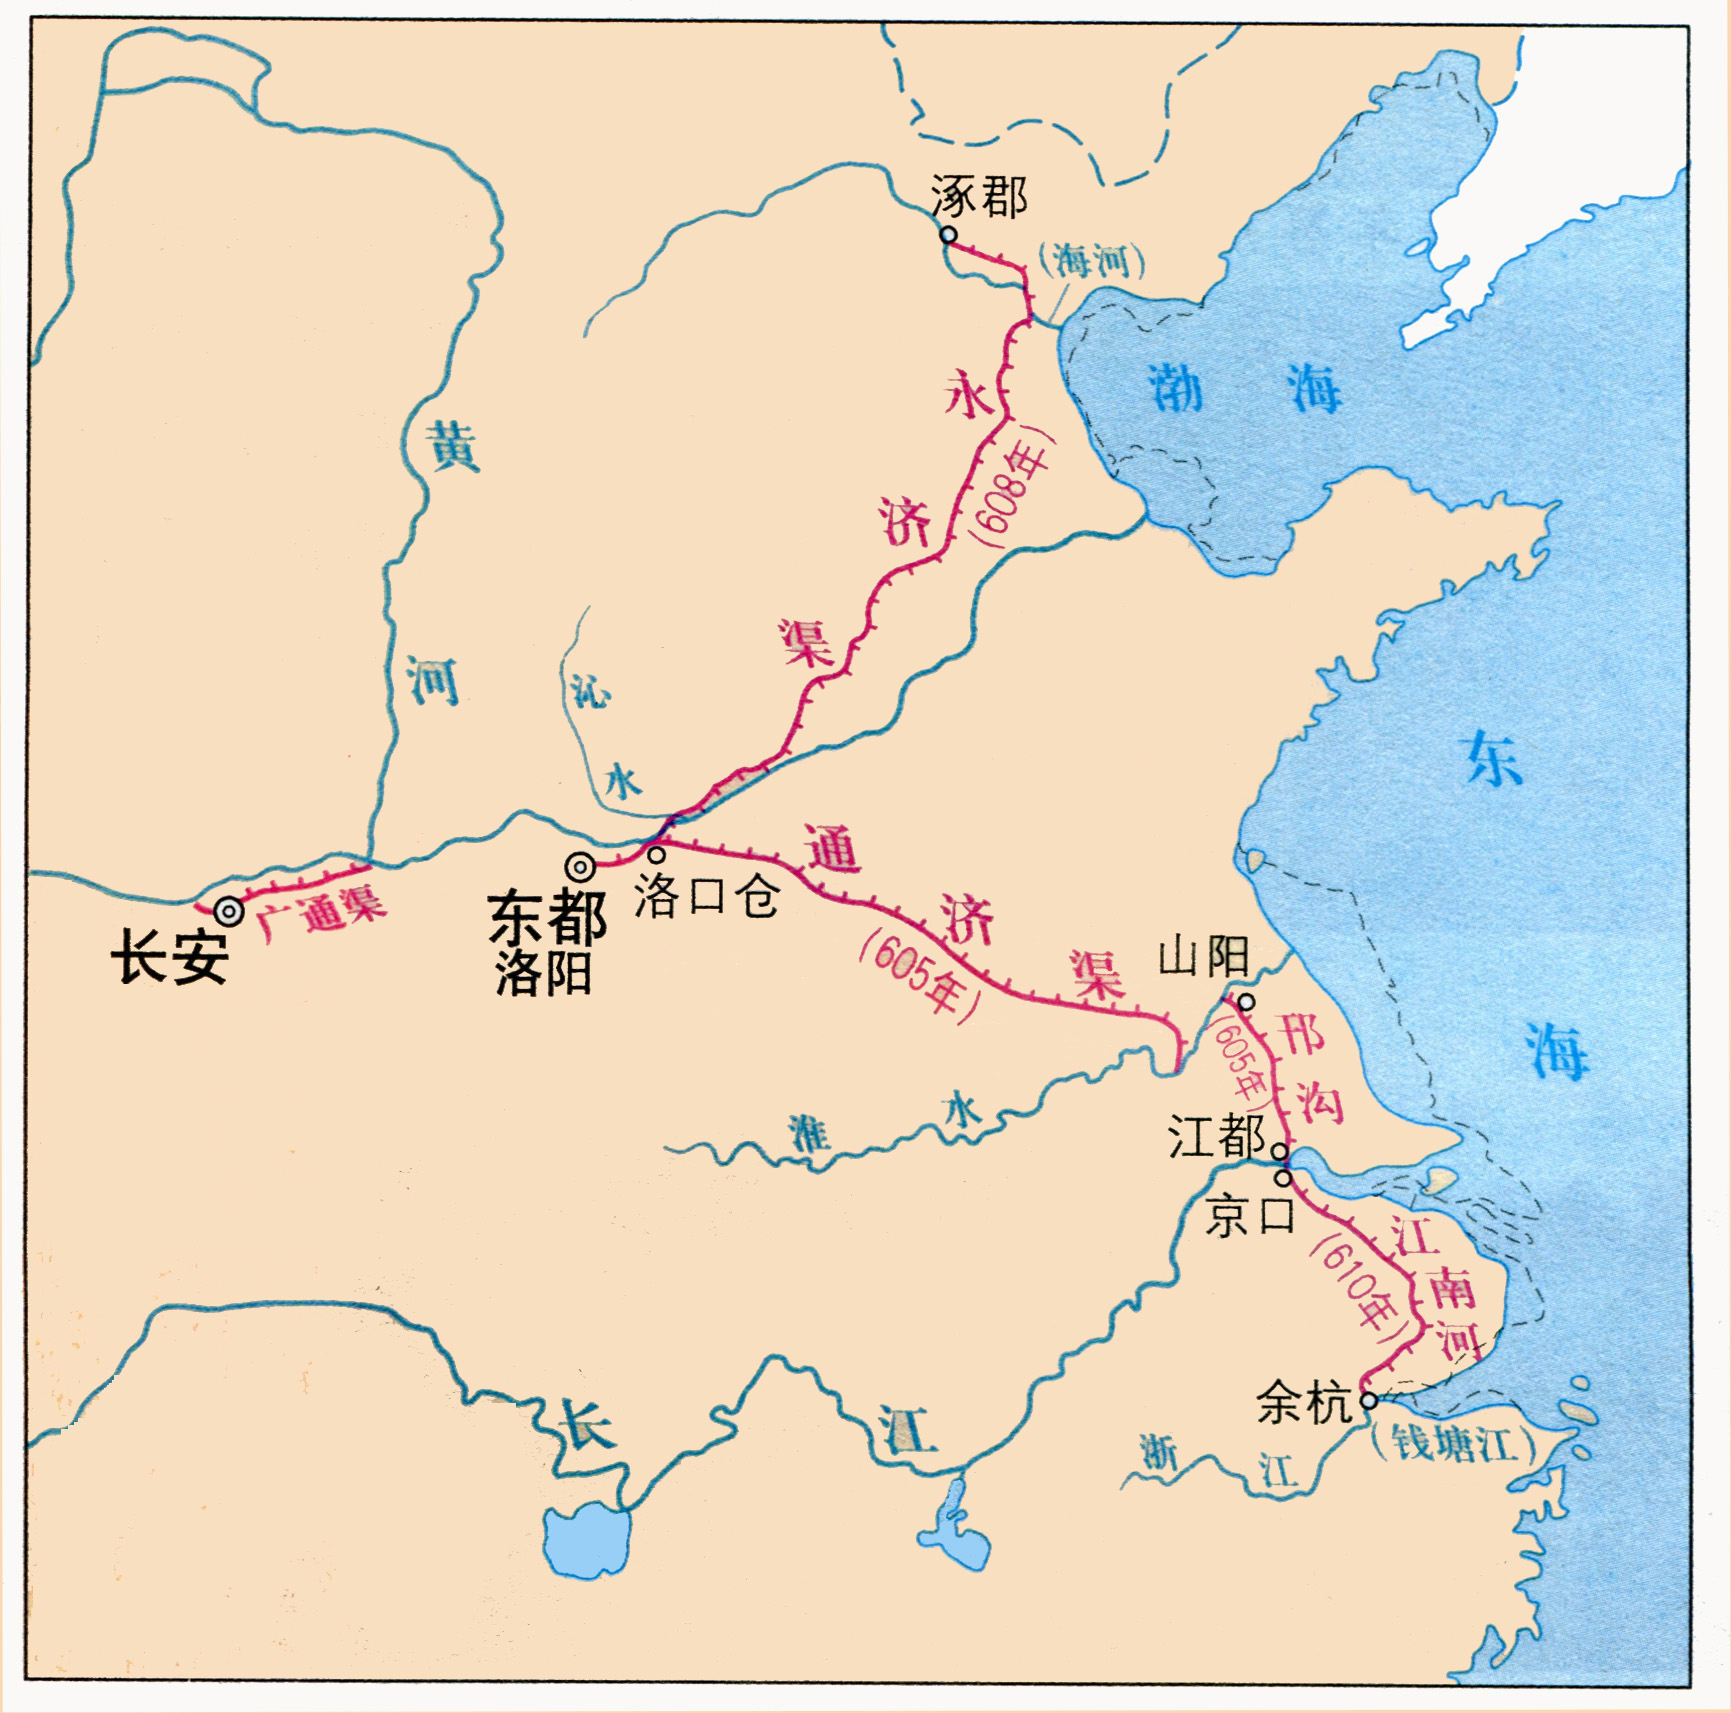 涿郡
(海河)
渤海
永济渠
(608年)
黄河
沁水
东海
通济渠
(605年)
洛口仓
东都
洛阳
广通渠
长安
山阳
邗沟
(605年)
淮水
江都
京口
江南河
(610年)
余杭
(钱塘江)
浙江
长江